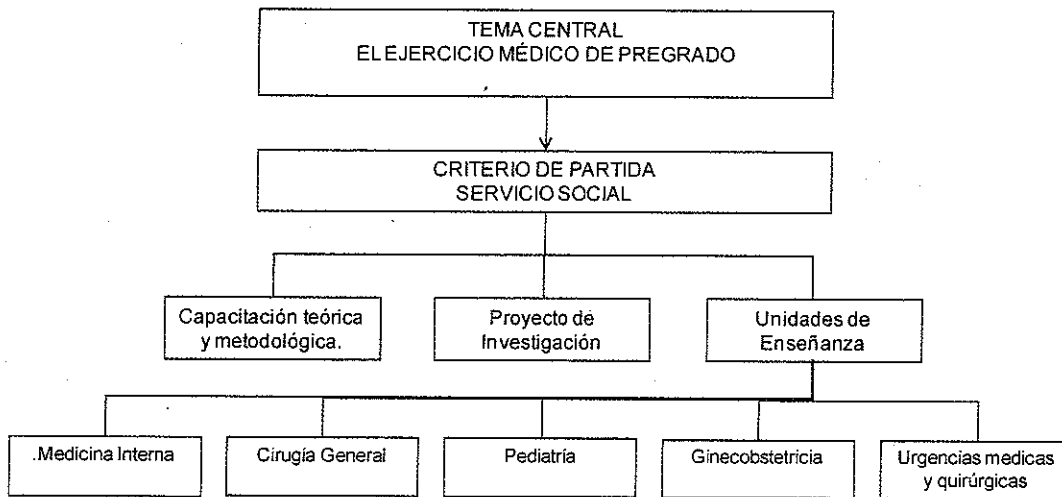 TEMA CENTRAL
EL EJERCICIO MÉDICO DE PREGRADO
CRITERIO DE PARTIDA
SERVICIO SOCIAL
Capacitación teórica
y metodológica.
Proyecto de
Investigación
Unidades de
Enseñanza
.Medicina Interna
Cirugía General
Pediatría
Ginecobstetricia
Urgencias medicas
y quirúrgicas